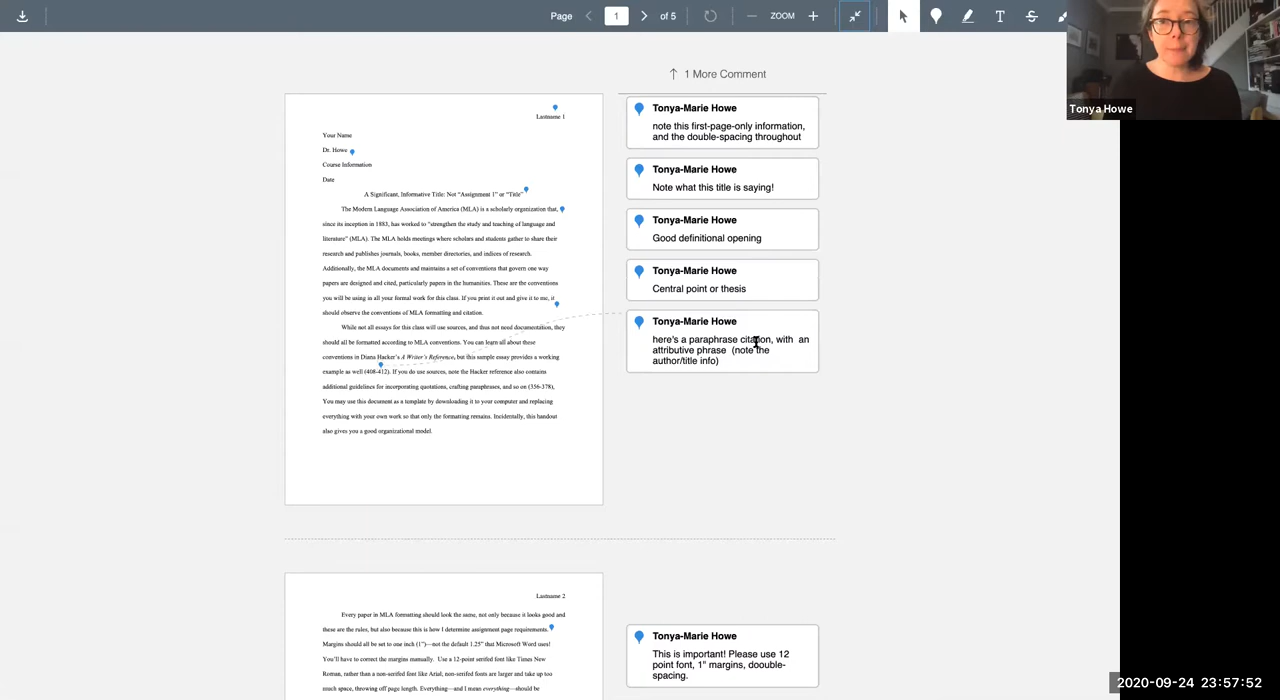 Page 1 of 5 ZOOM
Tonya Howe
1 More Comment
Lastname 1
Your Name
Dr. Howe
Course Information
Date
A Significant, Informative Title: Not "Assignment 1" or "Title"
The Modern Language Association of America (MLA) is a scholarly organization that,
since its inception in 1883, has worked to "strengthen the study and teaching of language and
literature" (MLA). The MLA holds meetings where scholars and students gather to share their
research and publishes journals, books, member directories, and indices of research.
Additionally, the MLA documents and maintains a set of conventions that govern one way
papers are designed and cited, particularly papers in the humanities. These are the conventions
you will be using in all your formal work for this class. If you print it out and give it to me, it
should observe the conventions of MLA formatting and citation.
While not all essays for this class will use sources, and thus not need documentation, they
should all be formatted according to MLA conventions. You can learn all about these
conventions in Diana Hacker's A Writer's Reference, but this sample essay provides a working
example as well (408-412). If you do use sources, note the Hacker reference also contains
additional guidelines for incorporating quotations, crafting paraphrases, and so on (356-378),
You may use this document as a template by downloading it to your computer and replacing
everything with your own work so that only the formatting remains. Incidentally, this handout
also gives you a good organizational model.
Tonya-Marie Howe
note this first-page-only information,
and the double-spacing throughout
Tonya-Marie Howe
Note what this title is saying!
Tonya-Marie Howe
Good definitional opening
Tonya-Marie Howe
Central point or thesis
Tonya-Marie Howe
here's a paraphrase citation, with an
attributive phrase (note the
author/title info)
Lastname 2
Every paper in MLA formatting should look the same, not only because it looks good and
these are the rules, but also because this is how I determine assignment page requirements.
Margins should all be set to one inch (1")—not the default 1.25" that Microsoft Word uses!
You'll have to correct the margins manually. Use a 12-point serifed font like Times New
Roman, rather than a non-serifed font like Arial, non-serifed fonts are larger and take up too
much space, throwing off page length. Everything—and I mean everything—should be
Tonya-Marie Howe
This is important! Please use 12
point font, 1" margins, doouble-
spacing.
2020-09-24 23:57:52